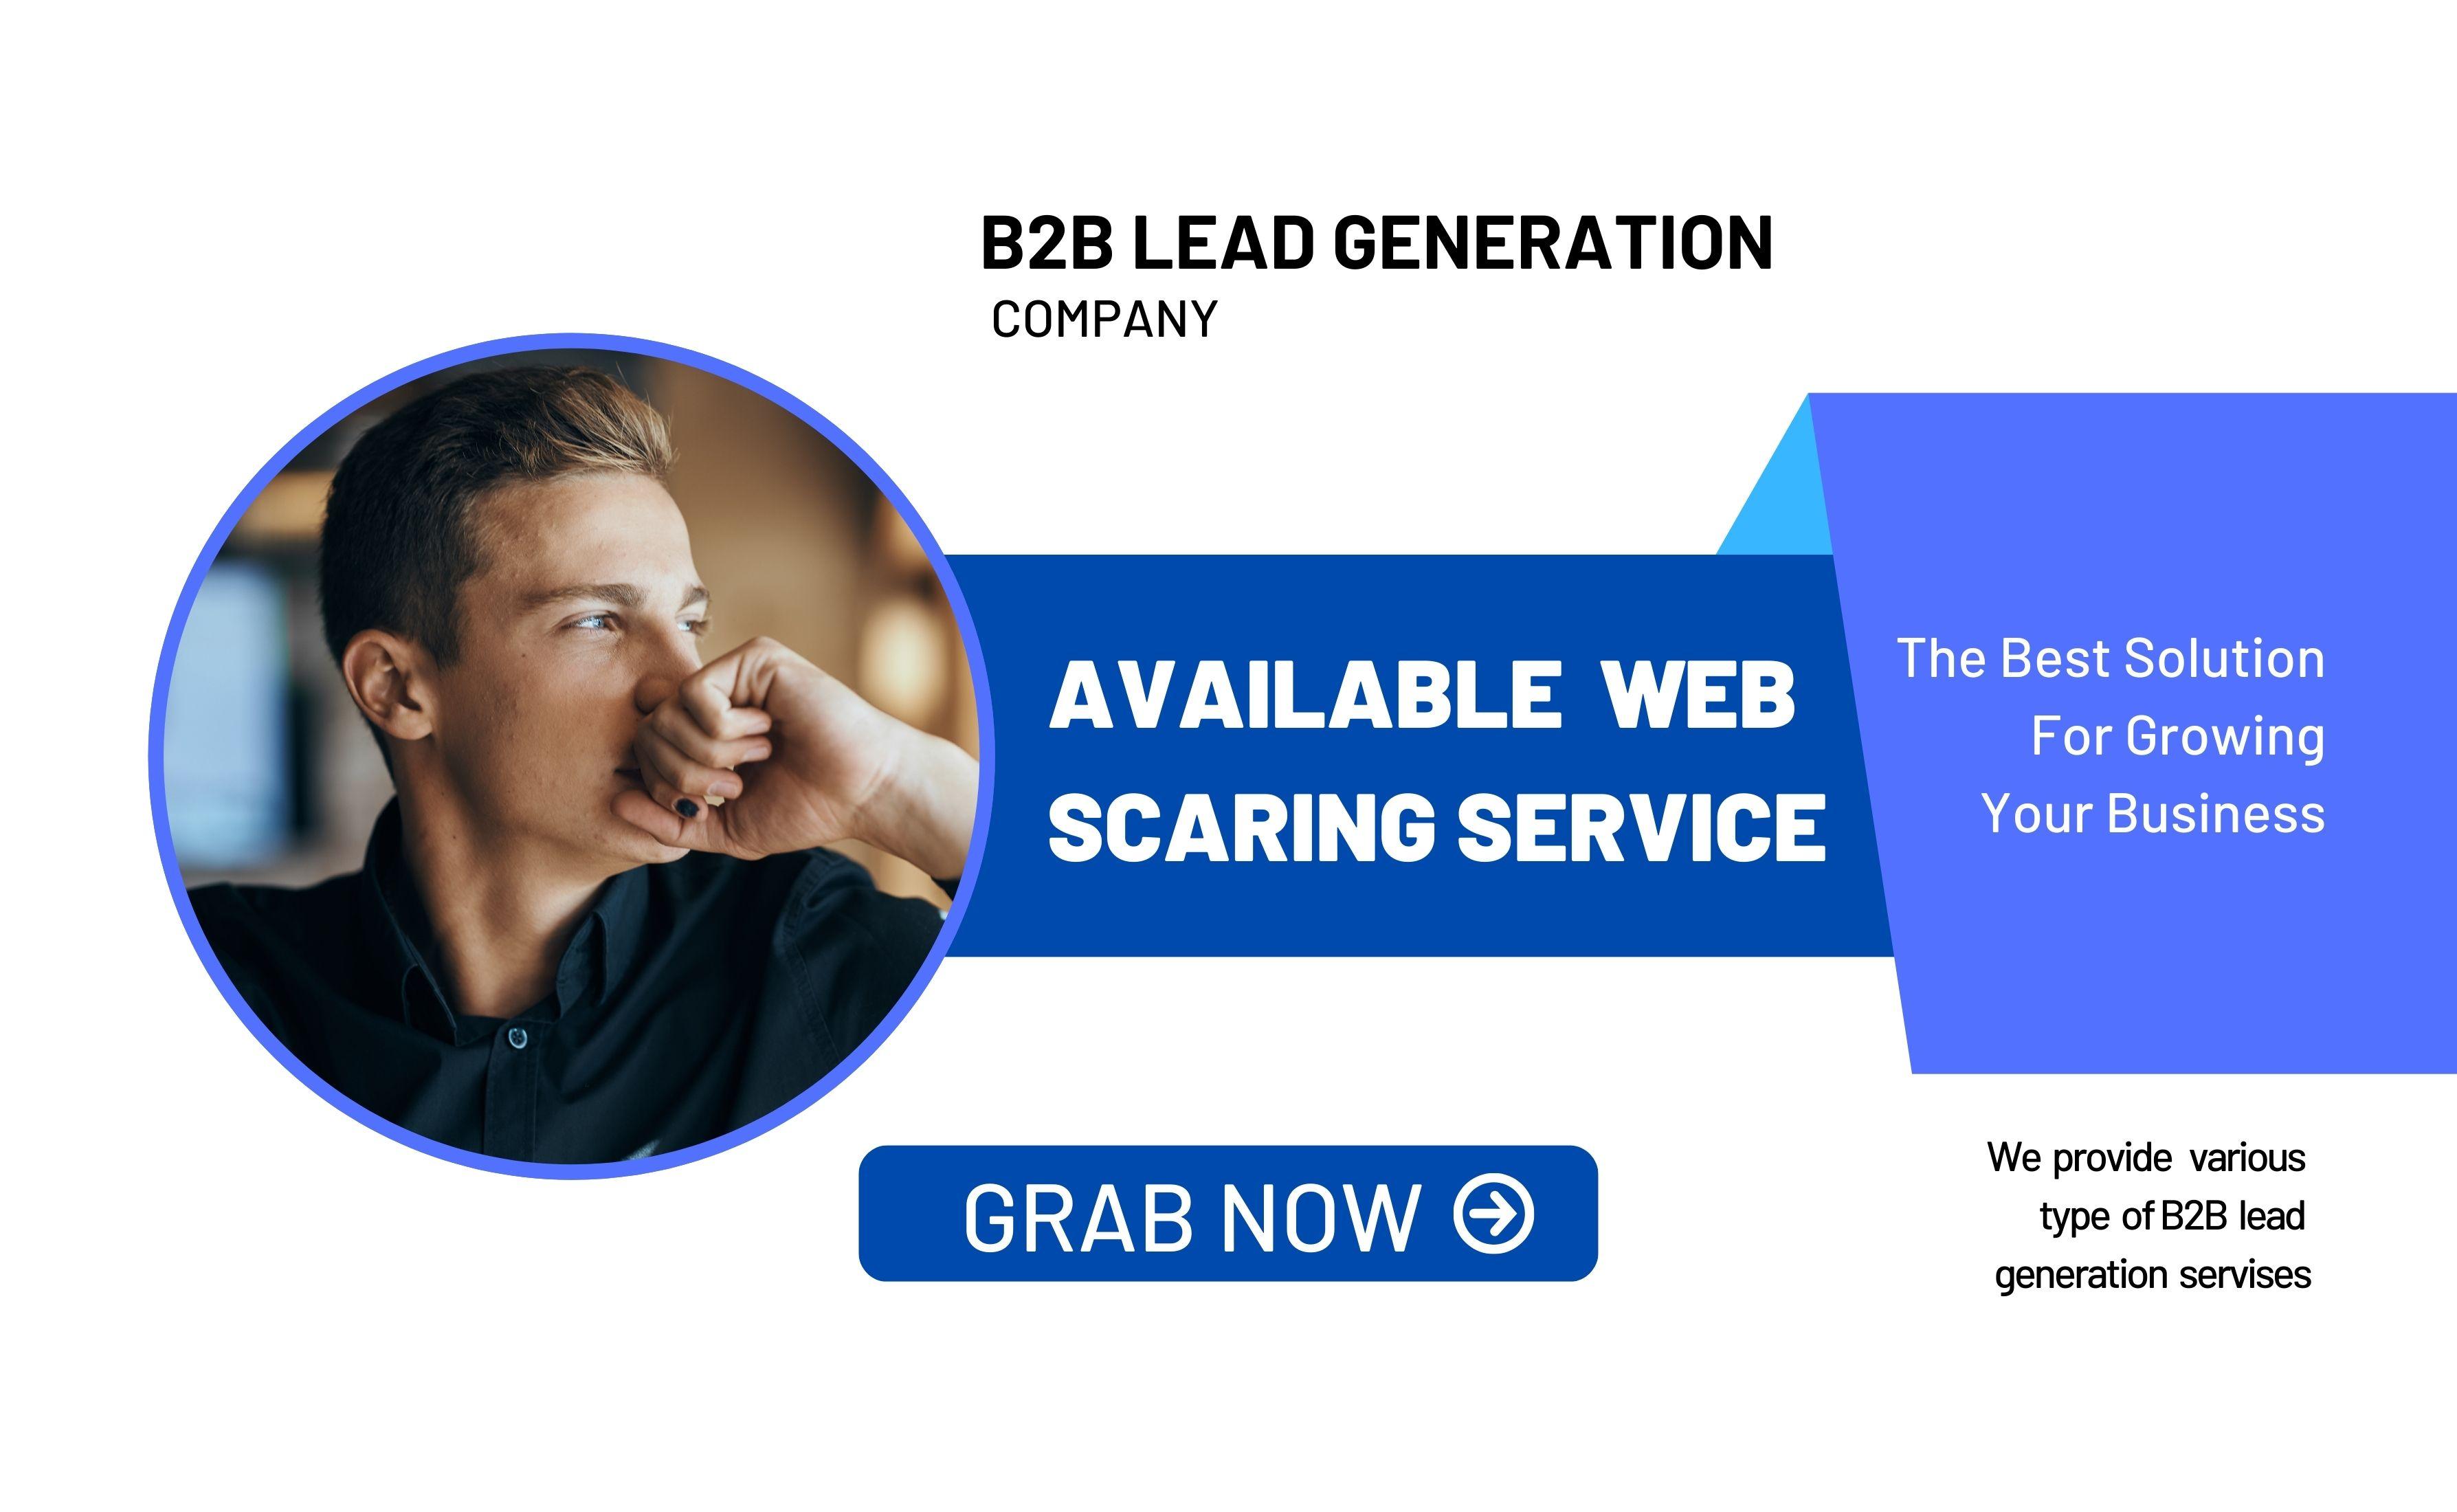 B2B LEAD GENERATION
COMPANY
AVAILABLE WEB
SCARING SERVICE
The Best Solution
For Growing
Your Business
GRAB NOW
We provide various
type of B2B lead
generation servises